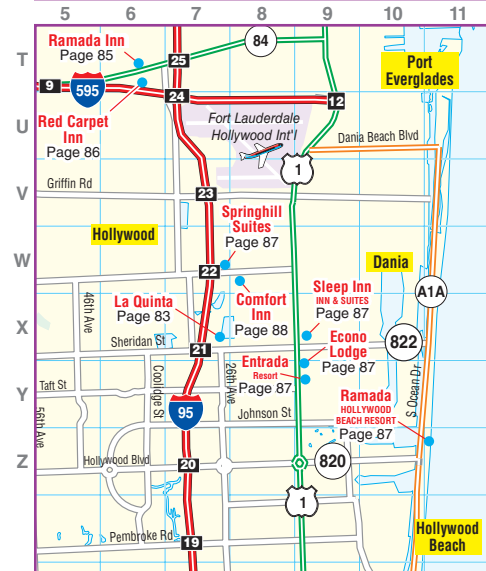 5 6 7 8 9 10 11
T
U
V
W
X
Y
Z
Ramada Inn
Page 85
84
25
Port
Everglades
9
595
24
12
Red Carpet
Inn
Page 86
Fort Lauderdale
Hollywood Int'l
Dania Beach Blvd
1
Griffin Rd
23
Springhill
Suites
Page 87
Hollywood
Dania
22
46th Ave
La Quinta
Page 83
Comfort
Inn
Page 88
Sleep Inn
INN & SUITES
Page 87
A1A
Sheridan St
21
Econo
Lodge
Page 87
822
Entrada
Resort
Page 87
Taft St
Coolidge St
26th Ave
S Ocean Dr
56th Ave
95
Johnson St
Ramada
HOLLYWOOD
BEACH RESORT
Page 87
Hollywood Blvd
20
820
1
Pembroke Rd
19
Hollywood
Beach